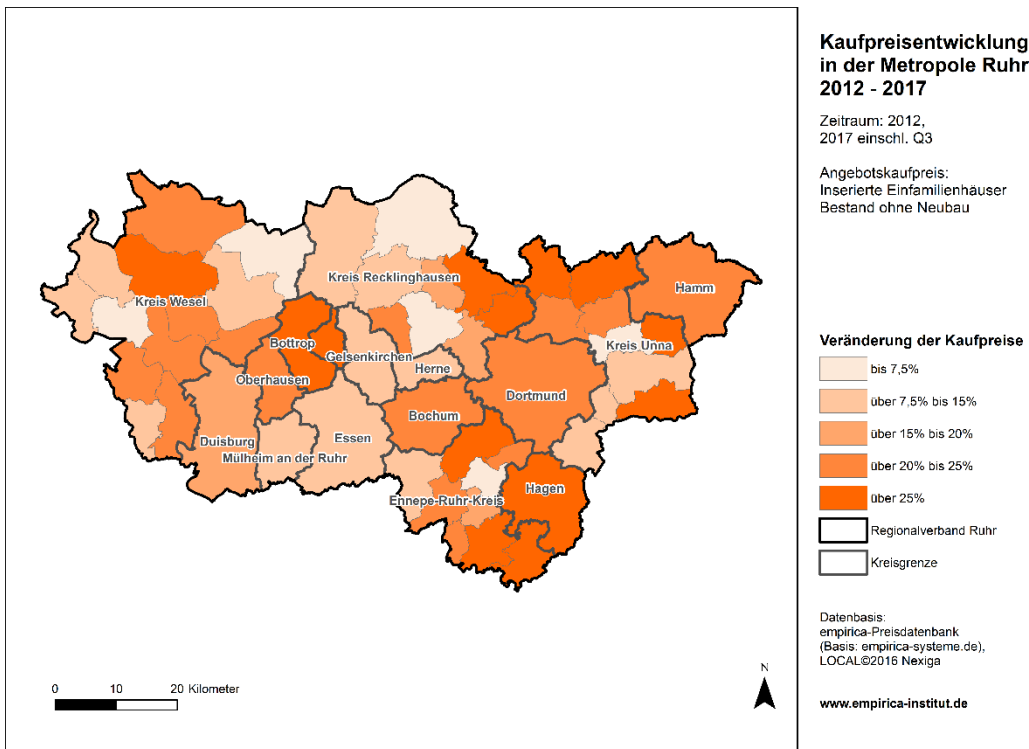 Kaufpreisentwicklung
in der Metropole Ruhr
2012 - 2017
Zeitraum: 2012,
2017 einschl. Q3
Angebotskaufpreis:
Inserierte Einfamilienhäuser
Bestand ohne Neubau
Hamm
Kreis Recklinghausen
Kreis Wesel
Kreis Unna
Bottrop
Gelsenkirchen
Herne
Oberhausen
Dortmund
Bochum
Essen
Duisburg
Mülheim an der Ruhr
Hagen
Ennepe-Ruhr-Kreis
Veränderung der Kaufpreise
bis 7,5%
über 7,5% bis 15%
über 15% bis 20%
über 20% bis 25%
über 25%
Regionalverband Ruhr
Kreisgrenze
Datenbasis:
empirica-Preisdatenbank
(Basis: empirica-systeme.de),
LOCAL©2016 Nexiga
www.empirica-institut.de
N
0 10 20 Kilometer